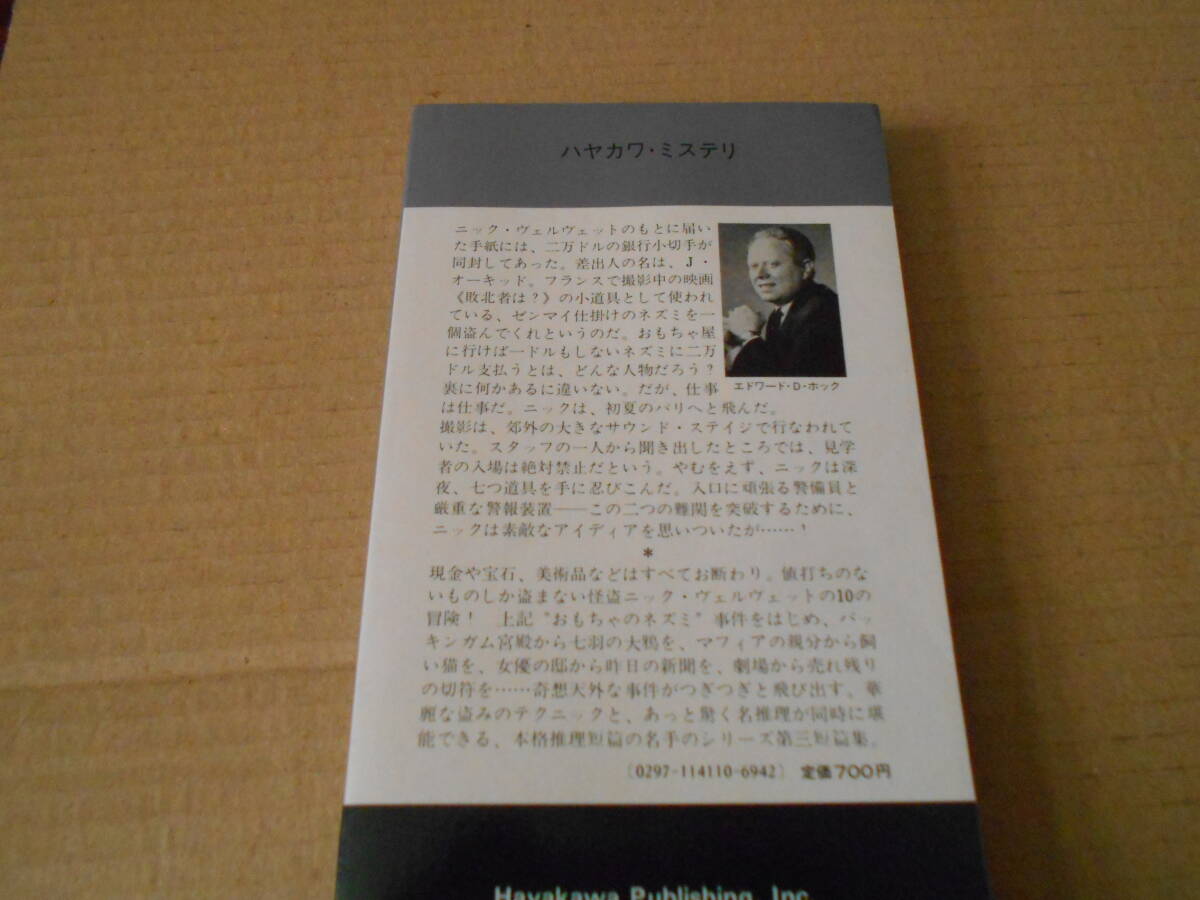 ハヤカワ・ミステリ
ニック・ヴェルヴェットのもとに届い
た手紙には、二万ドルの銀行小切手が
同封してあった。差出人の名は、J・
オーキッド。フランスで撮影中の映画
《敗北者は?》の小道具として使われ
ている、ゼンマイ仕掛けのネズミを一
個盗んでくれというのだ。おもちゃ屋
に行けば一ドルもしないネズミに二万
ドル支払うとは、どんな人物だろう?
裏に何かあるに違いない。だが、仕事
は仕事だ。ニックは、初夏のパリへと飛んだ。
エドワード・D・ホック
撮影は、郊外の大きなサウンド・ステイジで行なわれて
いた。スタッフの一人から聞き出したところでは、見学
者の入場は絶対禁止だという。やむをえず、ニックは深
夜、七つ道具を手に忍びこんだ。入口に頑張る警備員と
厳重な警報装置——この二つの難関を突破するために、
ニックは素敵なアイディアを思いついたが……!
*
現金や宝石、美術品などはすべてお断わり。値打ちのな
いものしか盗まない怪盗ニック・ヴェルヴェットの10の
冒険! 上記“おもちゃのネズミ”事件をはじめ、バッ
キンガム宮殿から七羽の大鴉を、マフィアの親分から飼
い猫を、女優の邸から昨日の新聞を、劇場から売れ残り
の切符を……奇想天外な事件がつぎつぎと飛び出す。華
麗な盗みのテクニックと、あっと驚く名推理が同時に堪
能できる、本格推理短篇の名手のシリーズ第三短篇集。
〔0297-114110-6942〕 定価700円
Hayakawa Publishing, Inc.